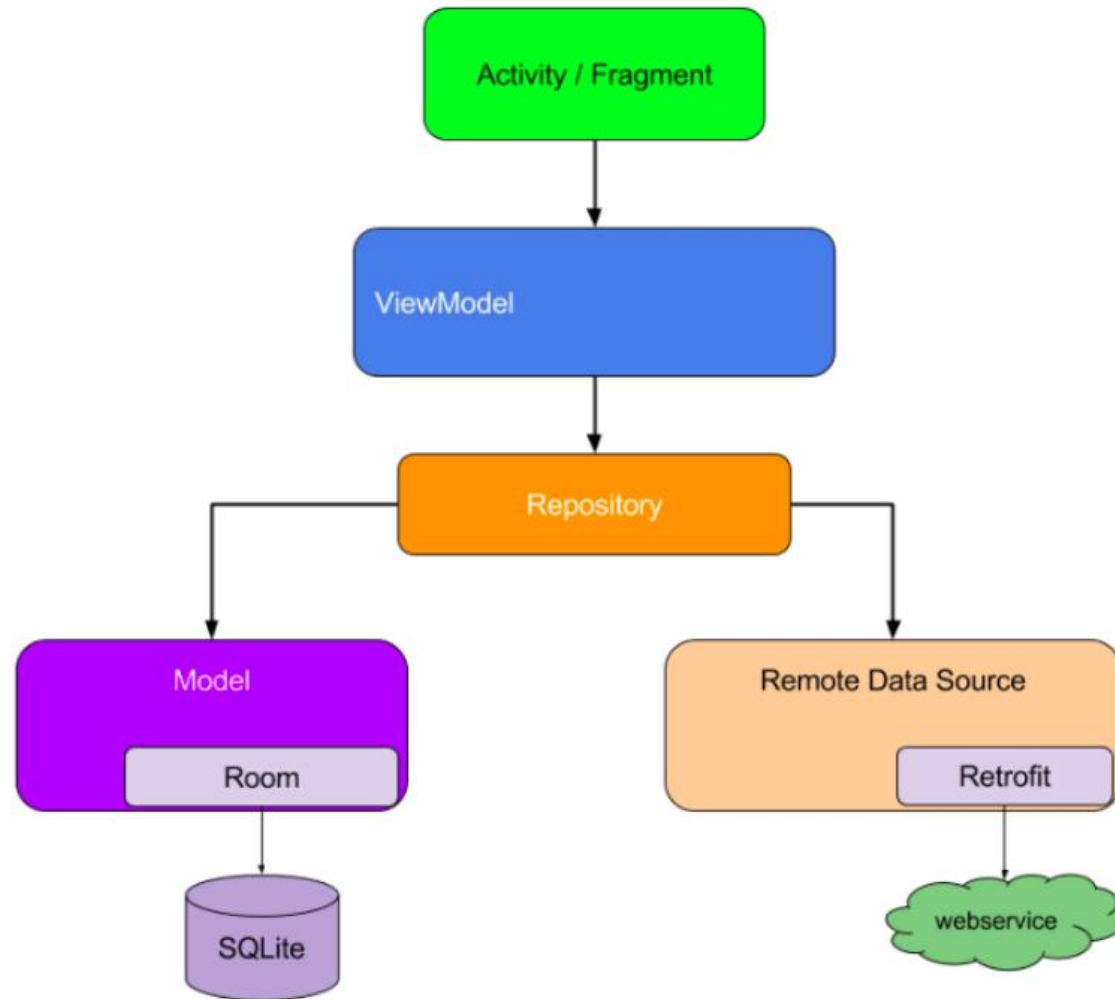 Activity / Fragment
ViewModel
Repository
Model
Remote Data Source
Room
Retrofit
SQLite
webservice